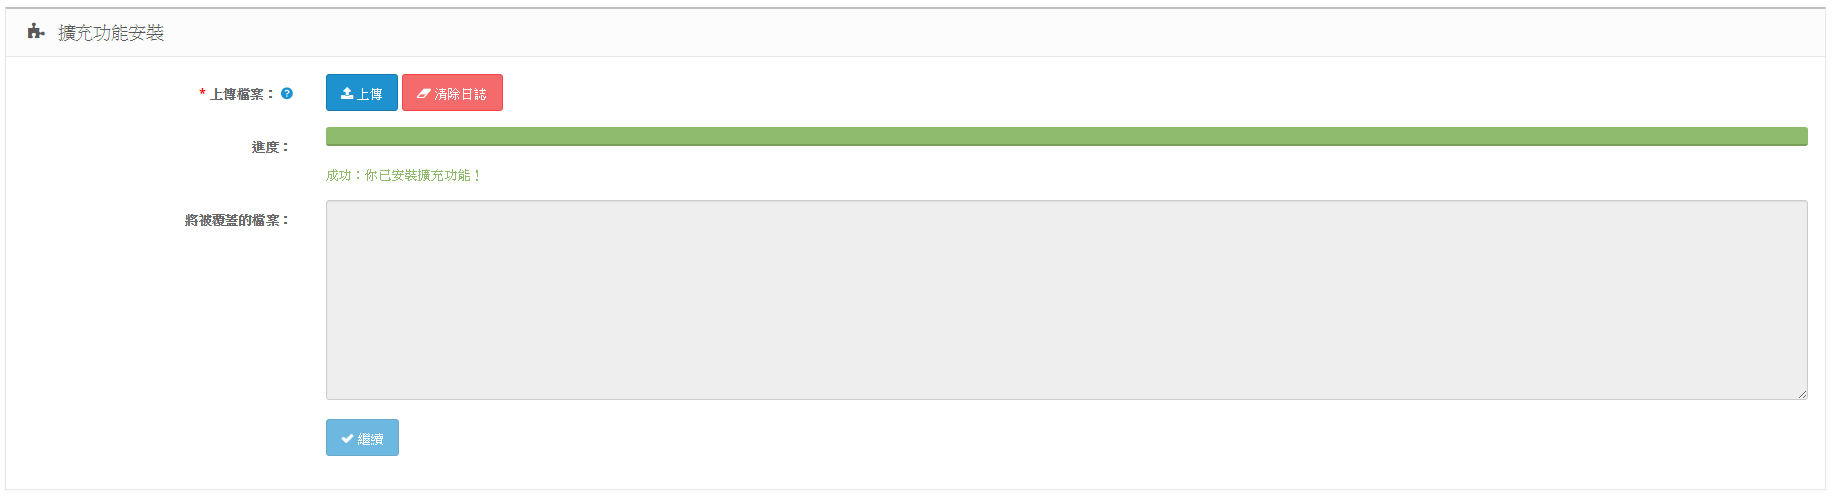 擴充功能安裝
* 上傳檔案：
上傳 清除日誌
進度：
成功：你已安裝擴充功能！
將被覆蓋的檔案：
繼續